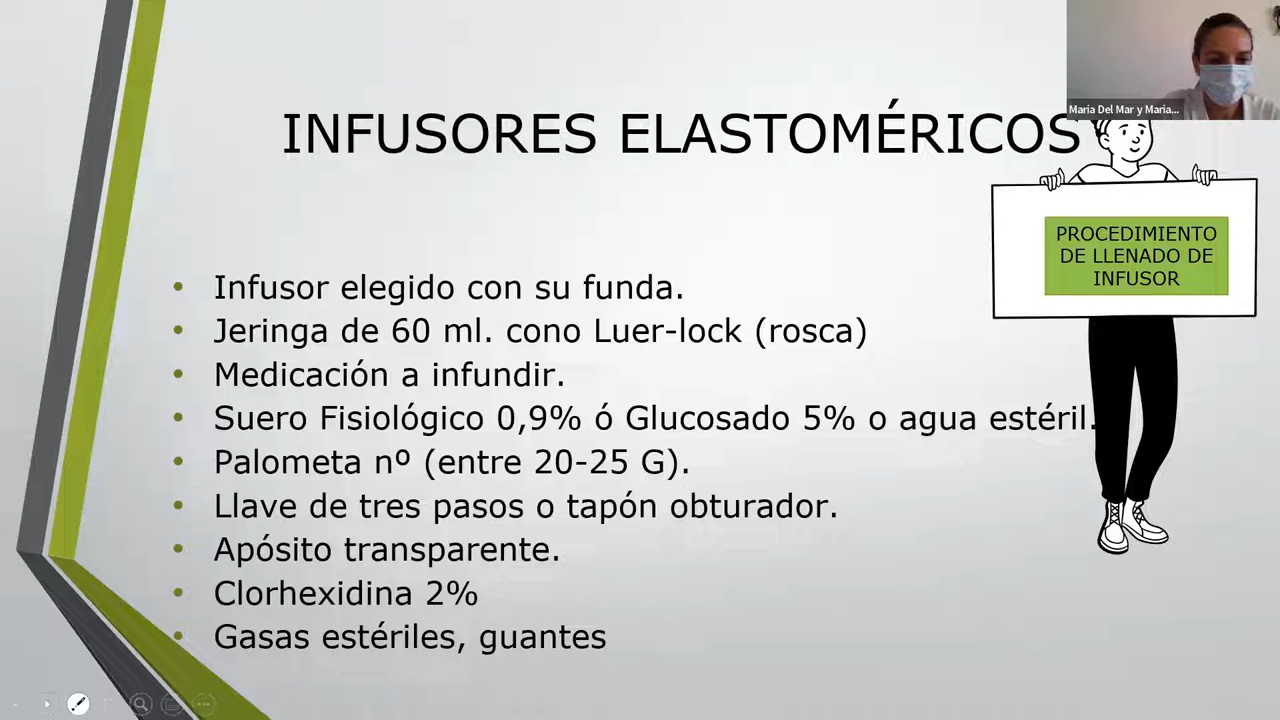 Maria Del Mar y Maria...
INFUSORES ELASTOMÉRICOS
PROCEDIMIENTO
DE LLENADO DE
INFUSOR
• Infusor elegido con su funda.
• Jeringa de 60 ml. cono Luer-lock (rosca)
• Medicación a infundir.
• Suero Fisiológico 0,9% ó Glucosado 5% o agua estéril.
• Palometa nº (entre 20-25 G).
• Llave de tres pasos o tapón obturador.
• Apósito transparente.
• Clorhexidina 2%
• Gasas estériles, guantes